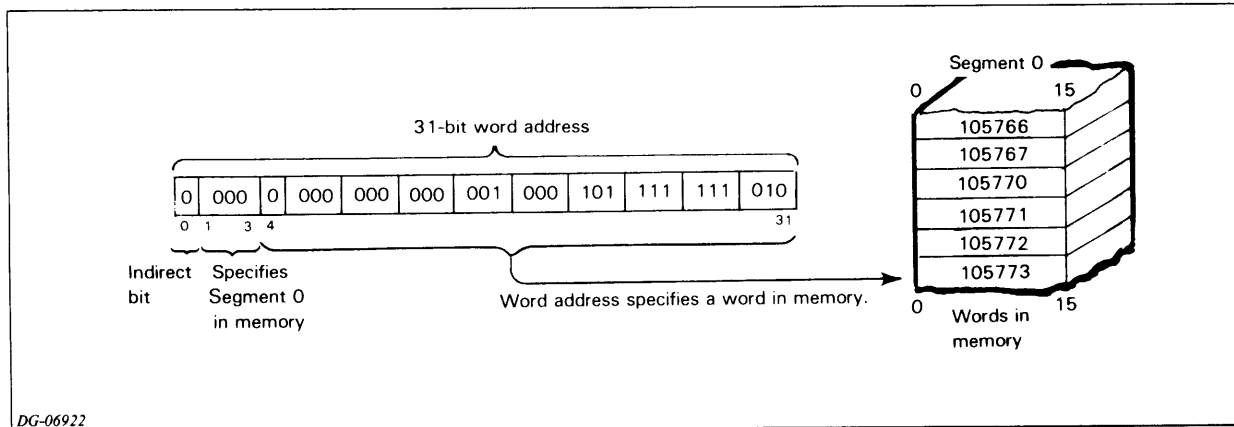 31-bit word address
0 000 0 000 000 000 001 000 101 111 111 010
0 1 3 4 31
Indirect
bit
Specifies
Segment 0
in memory
Word address specifies a word in memory.
Segment 0
0 15
105766
105767
105770
105771
105772
105773
0 15
Words in
memory
DG-06922